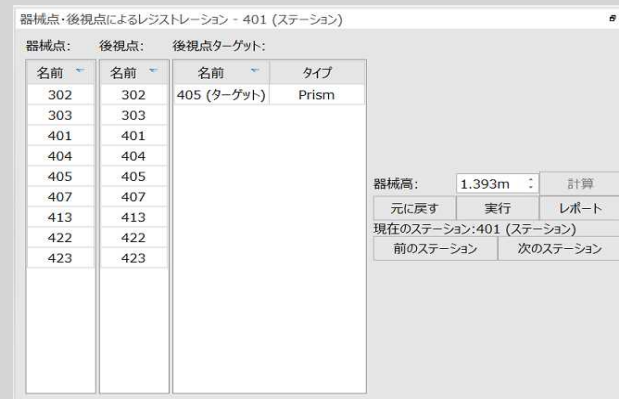 器械点・後視点によるレジストレーション - 401 (ステーション)
器械点: 後視点: 後視点ターゲット:
名前 名前 名前 タイプ
302 302 405 (ターゲット) Prism
303 303
401 401
404 404
405 405
407 407
413 413
422 422
423 423
器械高: 1.393m 計算
元に戻す 実行 レポート
現在のステーション:401 (ステーション)
前のステーション 次のステーション